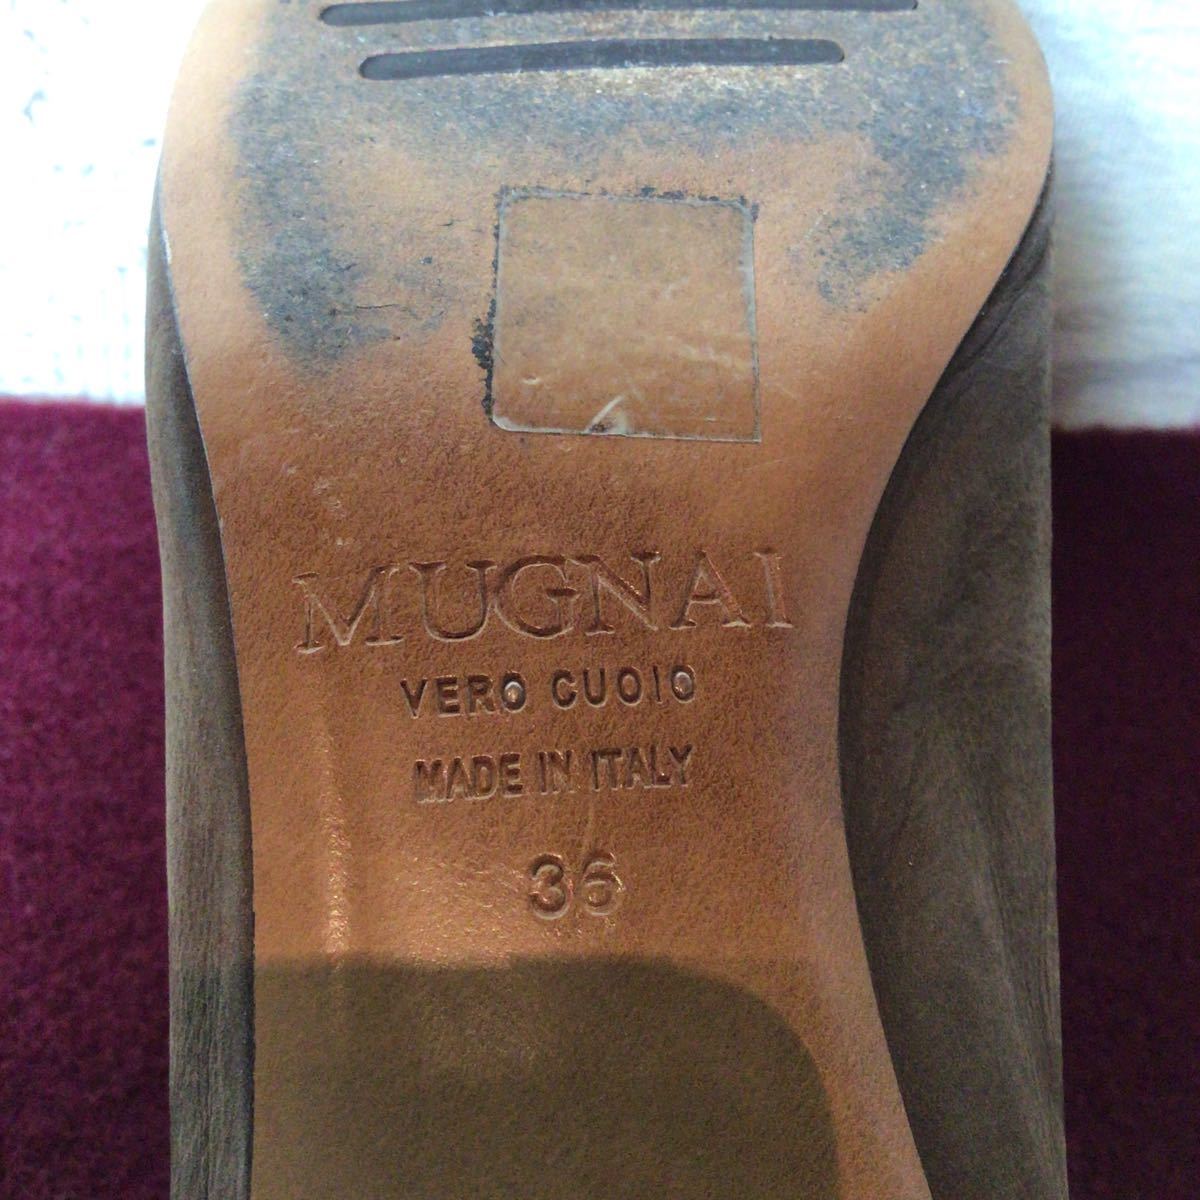 MUGNAI
VERO CUOIO
MADE IN ITALY
36